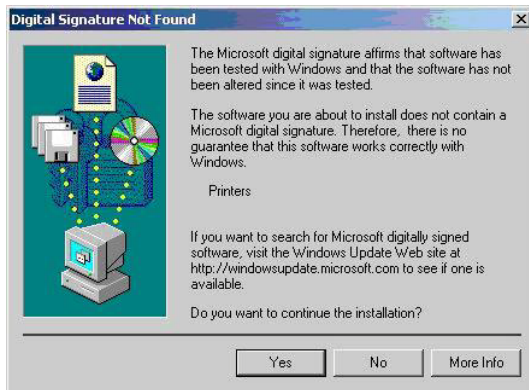 Digital Signature Not Found
The Microsoft digital signature affirms that software has
been tested with Windows and that the software has not
been altered since it was tested.
The software you are about to install does not contain a
Microsoft digital signature. Therefore, there is no
guarantee that this software works correctly with
Windows.
Printers
If you want to search for Microsoft digitally signed
software, visit the Windows Update Web site at
http://windowsupdate.microsoft.com to see if one is
available.
Do you want to continue the installation?
Yes No More Info